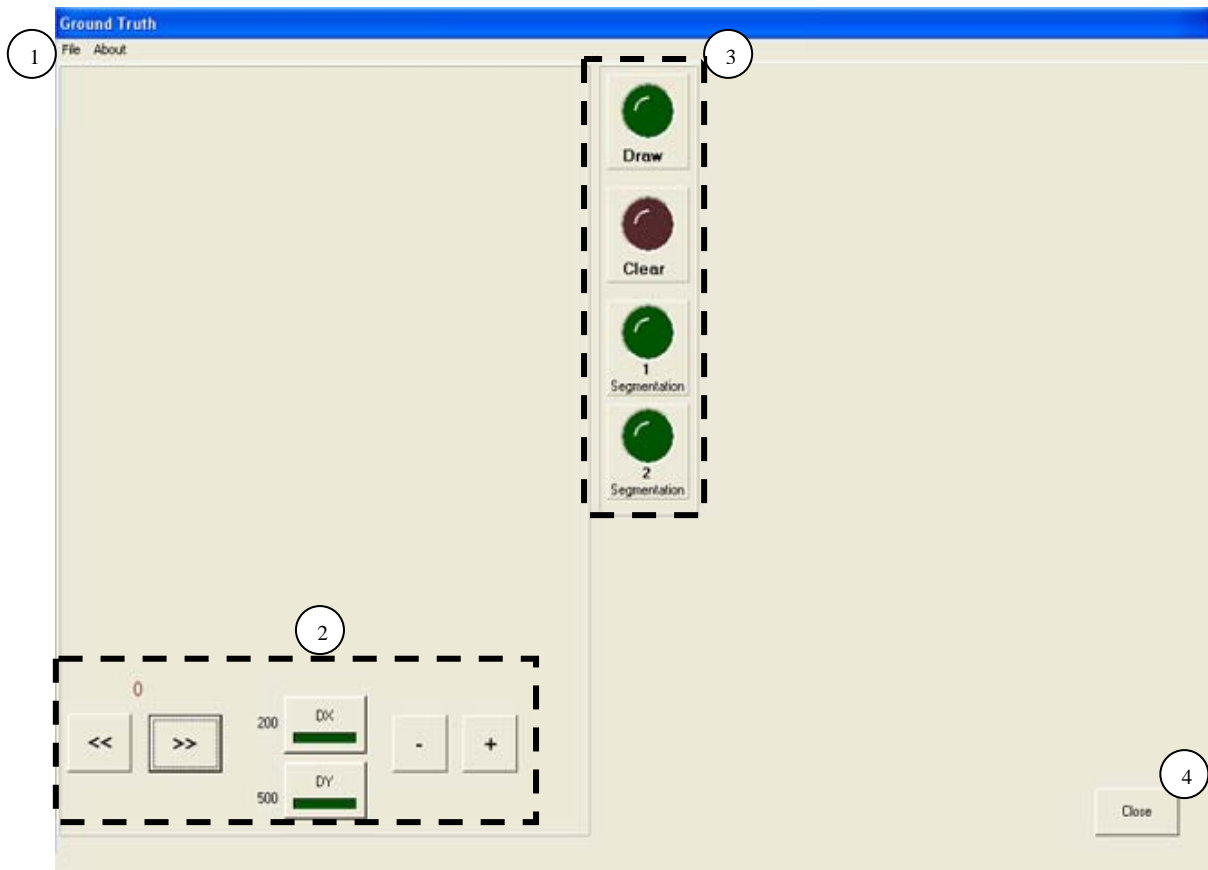 Ground Truth
1
File About
3
Draw
Clear
1
Segmentation
2
Segmentation
2
0
<< >>
200 DX
- +
500 DY
4
Close